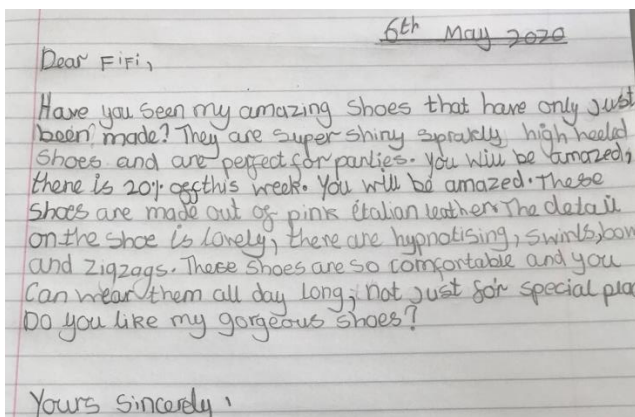 6th May 2020
Dear Fifi,
Have you seen my amazing shoes that have only just
been made? They are super shiny sprakly high heeled
shoes and are perfect for parties. you will be amazed,
there is 20% off this week. You will be amazed. These
shoes are made out of pink italian leather. The detail
on the shoe is lovely, there are hypnotising, swirls, bow
and zigzags. These shoes are so comfortable and you
Can wear them all day long, not just for special plac
Do you like my gorgeous shoes?
Yours Sincerely,